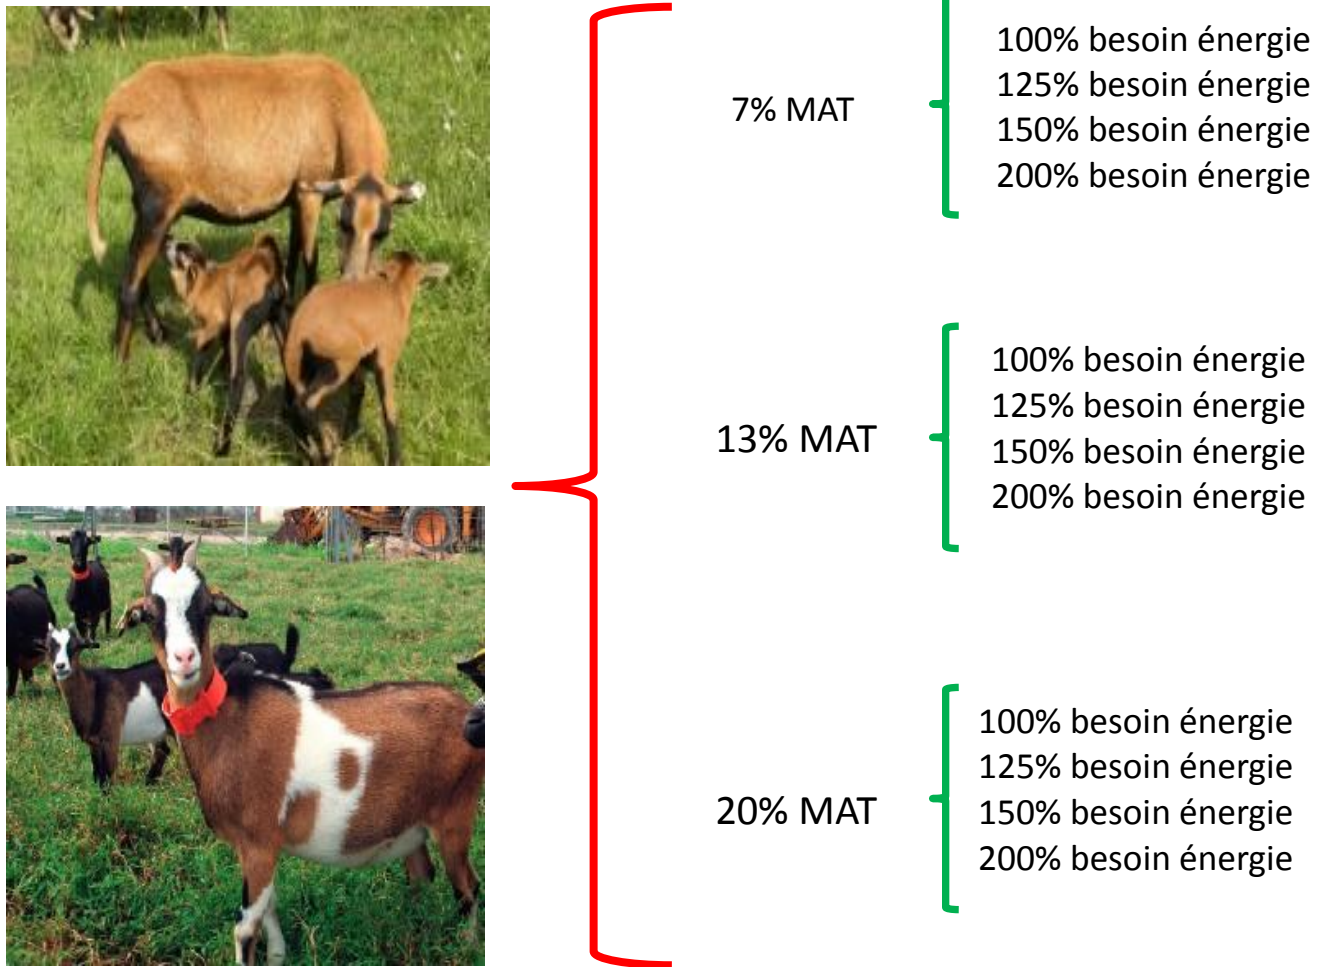 7% MAT
100% besoin énergie
125% besoin énergie
150% besoin énergie
200% besoin énergie
13% MAT
100% besoin énergie
125% besoin énergie
150% besoin énergie
200% besoin énergie
20% MAT
100% besoin énergie
125% besoin énergie
150% besoin énergie
200% besoin énergie